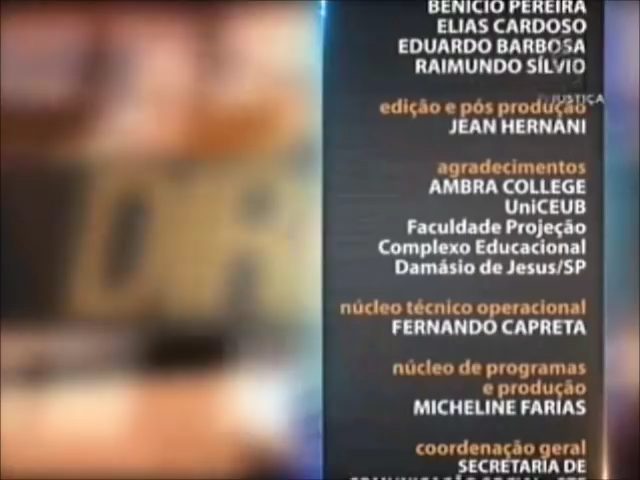 BENÍCIO PEREIRA
ELIAS CARDOSO
EDUARDO BARBOSA
RAIMUNDO SÍLVIO
edição e pós produção
JUSTIÇA
JEAN HERNANI
agradecimentos
AMBRA COLLEGE
UniCEUB
Faculdade Projeção
Complexo Educacional
Damásio de Jesus/SP
núcleo técnico operacional
FERNANDO CAPRETA
núcleo de programas
e produção
MICHELINE FARIAS
coordenação geral
SECRETARIA DE
DIR